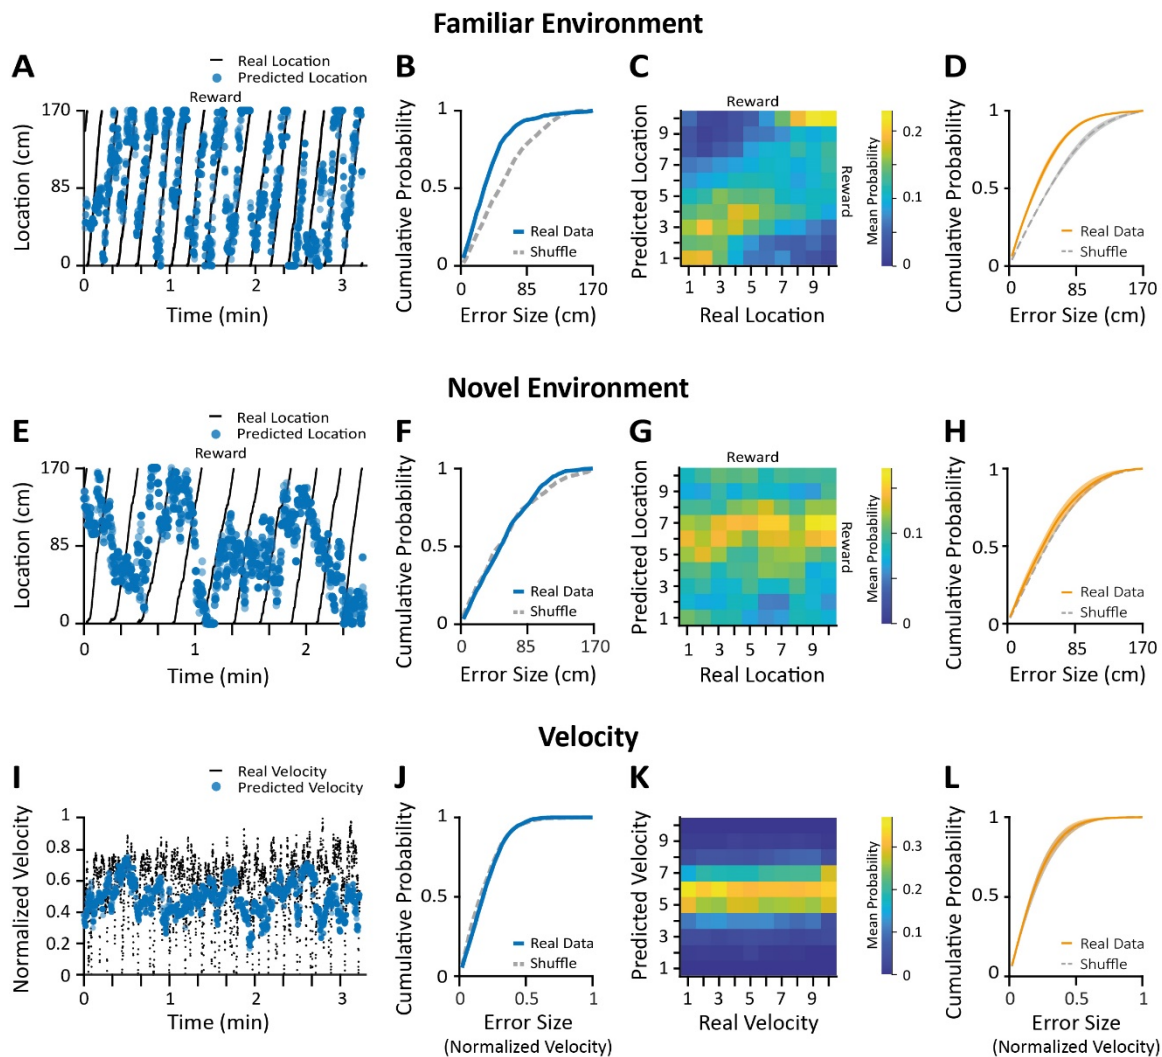 Familiar Environment
A
Real Location
Predicted Location
Reward
Location (cm)
170
85
0
0 1 2 3
Time (min)
B
Cumulative Probability
1
0.5
0
Real Data
Shuffle
0 85 170
Error Size (cm)
C
Reward
Predicted Location
9
7
5
3
1
1 3 5 7 9
Real Location
Reward
Mean Probability
0.2
0.1
0
D
Cumulative Probability
1
0.5
0
Real Data
Shuffle
0 85 170
Error Size (cm)
Novel Environment
E
Real Location
Predicted Location
Reward
Location (cm)
170
85
0
0 1 2
Time (min)
F
Cumulative Probability
1
0.5
0
Real Data
Shuffle
0 85 170
Error Size (cm)
G
Reward
Predicted Location
9
7
5
3
1
1 3 5 7 9
Real Location
Reward
Mean Probability
0.1
0
H
Cumulative Probability
1
0.5
0
Real Data
Shuffle
0 85 170
Error Size (cm)
Velocity
I
Real Velocity
Predicted Velocity
Normalized Velocity
1
0.8
0.6
0.4
0.2
0
0 1 2 3
Time (min)
J
Cumulative Probability
1
0.5
0
Real Data
Shuffle
0 0.5 1
Error Size
(Normalized Velocity)
K
Predicted Velocity
9
7
5
3
1
1 3 5 7 9
Real Velocity
Mean Probability
0.3
0.2
0.1
0
L
Cumulative Probability
1
0.5
0
Real Data
Shuffle
0 0.5 1
Error Size
(Normalized Velocity)